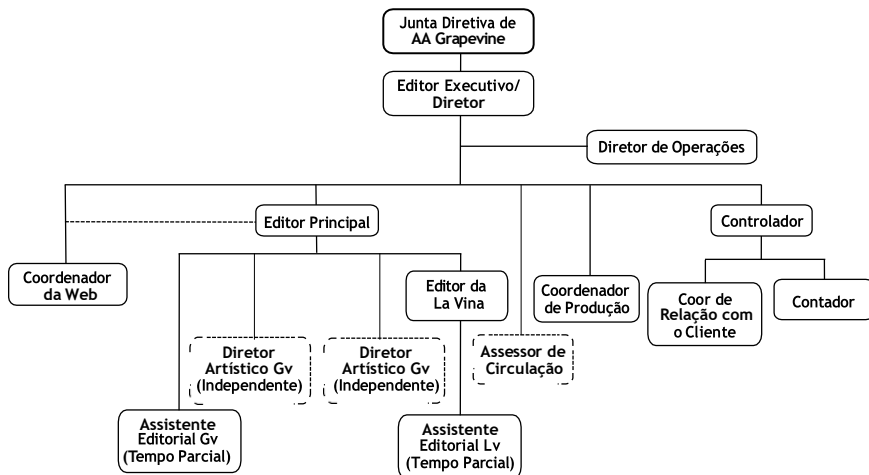 Junta Diretiva de
AA Grapevine
Editor Executivo/
Diretor
Diretor de Operações
Editor Principal
Controlador
Coordenador
da Web
Editor da
La Vina
Coordenador
de Produção
Coor de
Relação com
o Cliente
Contador
Diretor
Artístico Gv
(Independente)
Diretor
Artístico Gv
(Independente)
Assessor de
Circulação
Assistente
Editorial Gv
(Tempo Parcial)
Assistente
Editorial Lv
(Tempo Parcial)